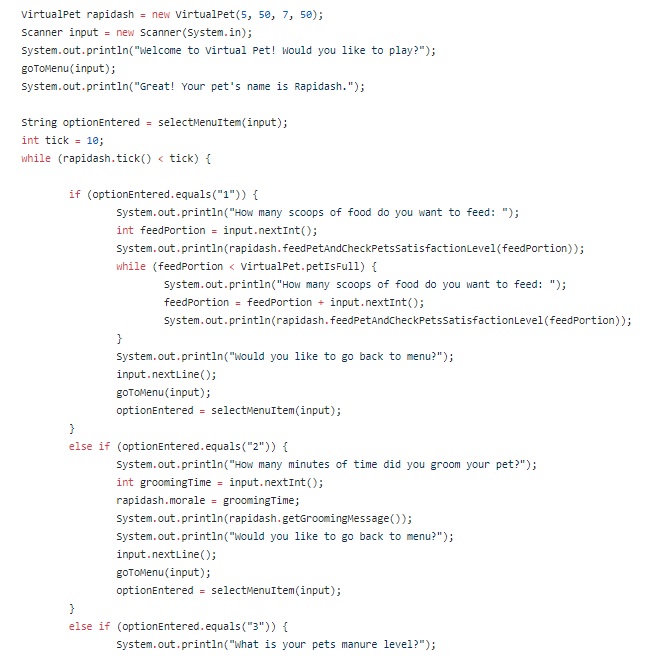 VirtualPet rapidash = new VirtualPet(5, 50, 7, 50);
Scanner input = new Scanner(System.in);
System.out.println("Welcome to Virtual Pet! Would you like to play?");
goToMenu(input);
System.out.println("Great! Your pet's name is Rapidash.");
String optionEntered = selectMenuItem(input);
int tick = 10;
while (rapidash.tick() < tick) {
if (optionEntered.equals("1")) {
System.out.println("How many scoops of food do you want to feed: ");
int feedPortion = input.nextInt();
System.out.println(rapidash.feedPetAndCheckPetsSatisfactionLevel(feedPortion));
while (feedPortion < VirtualPet.petIsFull) {
System.out.println("How many scoops of food do you want to feed: ");
feedPortion = feedPortion + input.nextInt();
System.out.println(rapidash.feedPetAndCheckPetsSatisfactionLevel(feedPortion));
}
System.out.println("Would you like to go back to menu?");
input.nextLine();
goToMenu(input);
optionEntered = selectMenuItem(input);
}
else if (optionEntered.equals("2")) {
System.out.println("How many minutes of time did you groom your pet?");
int groomingTime = input.nextInt();
rapidash.morale = groomingTime;
System.out.println(rapidash.getGroomingMessage());
System.out.println("Would you like to go back to menu?");
input.nextLine();
goToMenu(input);
optionEntered = selectMenuItem(input);
}
else if (optionEntered.equals("3")) {
System.out.println("What is your pets manure level?");